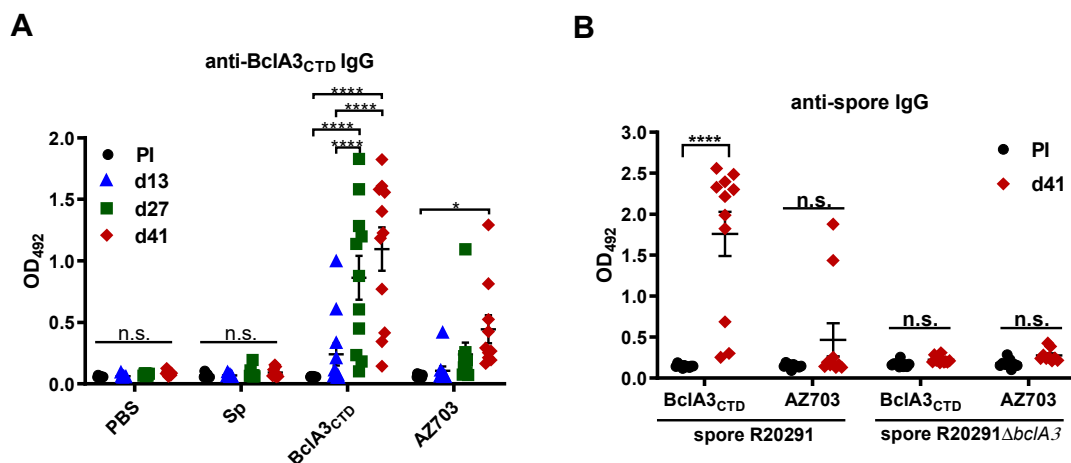 A
anti-BclA3CTD IgG
****
****
****
****
*
n.s.
n.s.
2.0
1.5
1.0
0.5
0.0
OD492
PI
d13
d27
d41
PBS
Sp
BclA3CTD
AZ703
B
anti-spore IgG
****
n.s.
n.s.
n.s.
3.0
2.5
2.0
1.5
1.0
0.5
0.0
OD492
PI
d41
BclA3CTD AZ703 BclA3CTD AZ703
spore R20291 spore R20291ΔbclA3